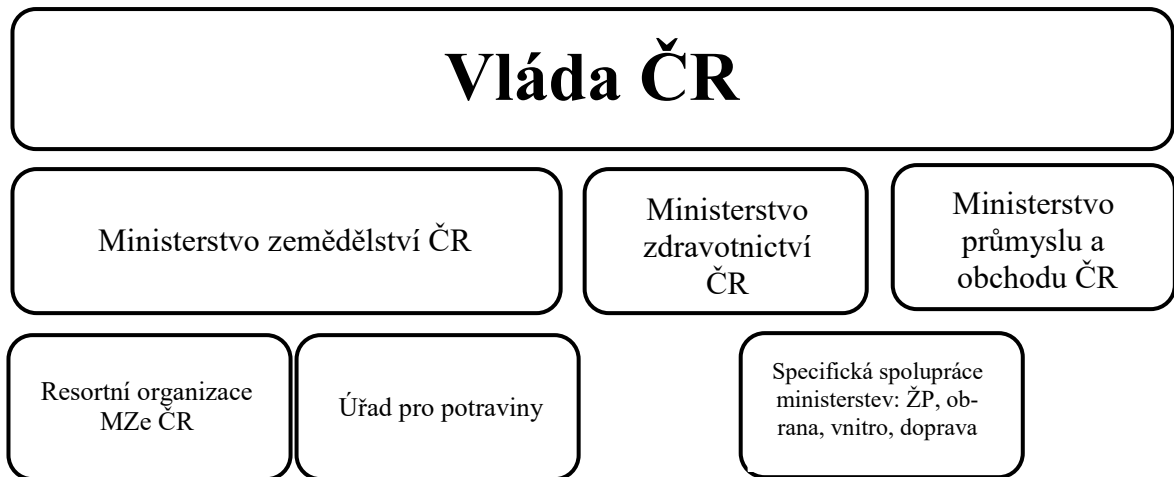 Vláda ČR
Ministerstvo zemědělství ČR
Ministerstvo
zdravotnictví
ČR
Ministerstvo
průmyslu a
obchodu ČR
Resortní organizace
MZe ČR
Úřad pro potraviny
Specifická spolupráce
ministerstev: ŽP, ob-
rana, vnitro, doprava